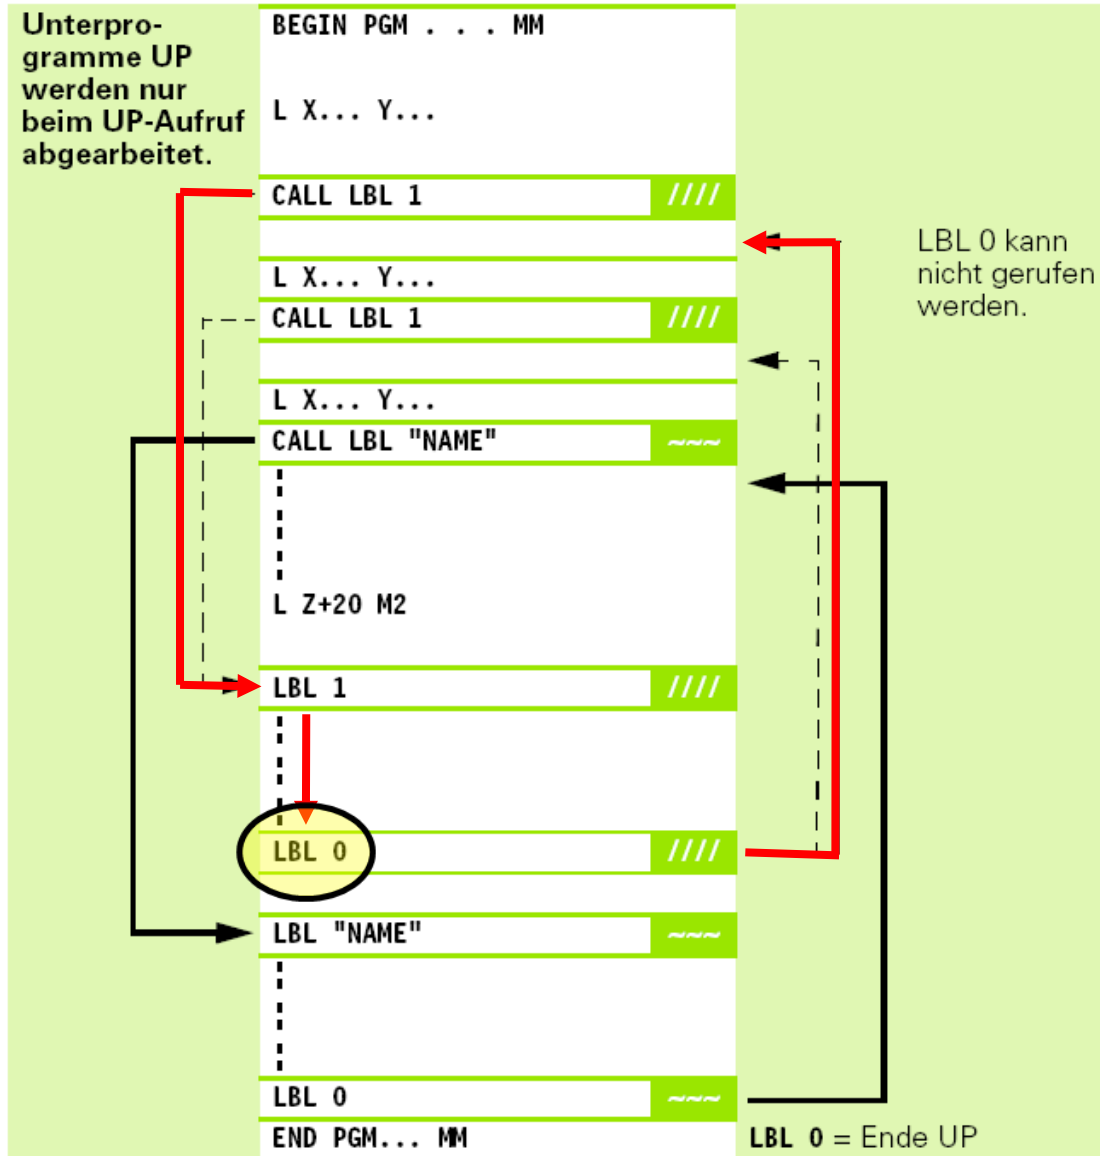 Unterpro-
gramme UP
werden nur
beim UP-Aufruf
abgearbeitet.
BEGIN PGM . . . MM
L X... Y...
CALL LBL 1 ////
LBL 0 kann
nicht gerufen
werden.
L X... Y...
CALL LBL 1 ////
L X... Y...
CALL LBL "NAME" ~~~
L Z+20 M2
LBL 1 ////
LBL 0 ////
LBL "NAME" ~~~
LBL 0 ~~~
END PGM... MM
LBL 0 = Ende UP